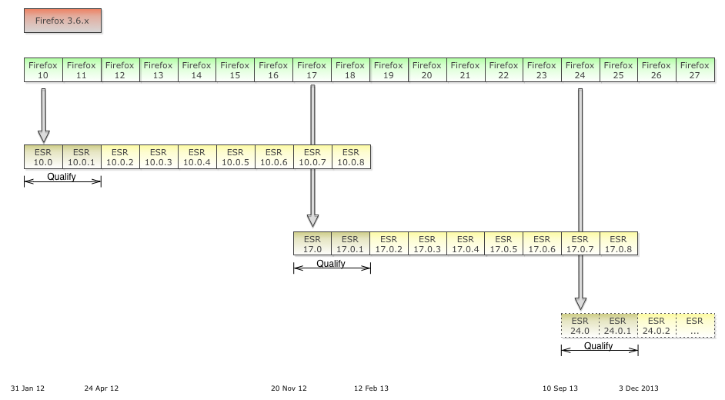 Firefox 3.6.x
Firefox 10 Firefox 11 Firefox 12 Firefox 13 Firefox 14 Firefox 15 Firefox 16 Firefox 17 Firefox 18 Firefox 19 Firefox 20 Firefox 21 Firefox 22 Firefox 23 Firefox 24 Firefox 25 Firefox 26 Firefox 27
ESR 10.0 ESR 10.0.1 ESR 10.0.2 ESR 10.0.3 ESR 10.0.4 ESR 10.0.5 ESR 10.0.6 ESR 10.0.7 ESR 10.0.8
Qualify
ESR 17.0 ESR 17.0.1 ESR 17.0.2 ESR 17.0.3 ESR 17.0.4 ESR 17.0.5 ESR 17.0.6 ESR 17.0.7 ESR 17.0.8
Qualify
ESR 24.0 ESR 24.0.1 ESR 24.0.2 ESR ...
Qualify
31 Jan 12 24 Apr 12 20 Nov 12 12 Feb 13 10 Sep 13 3 Dec 2013